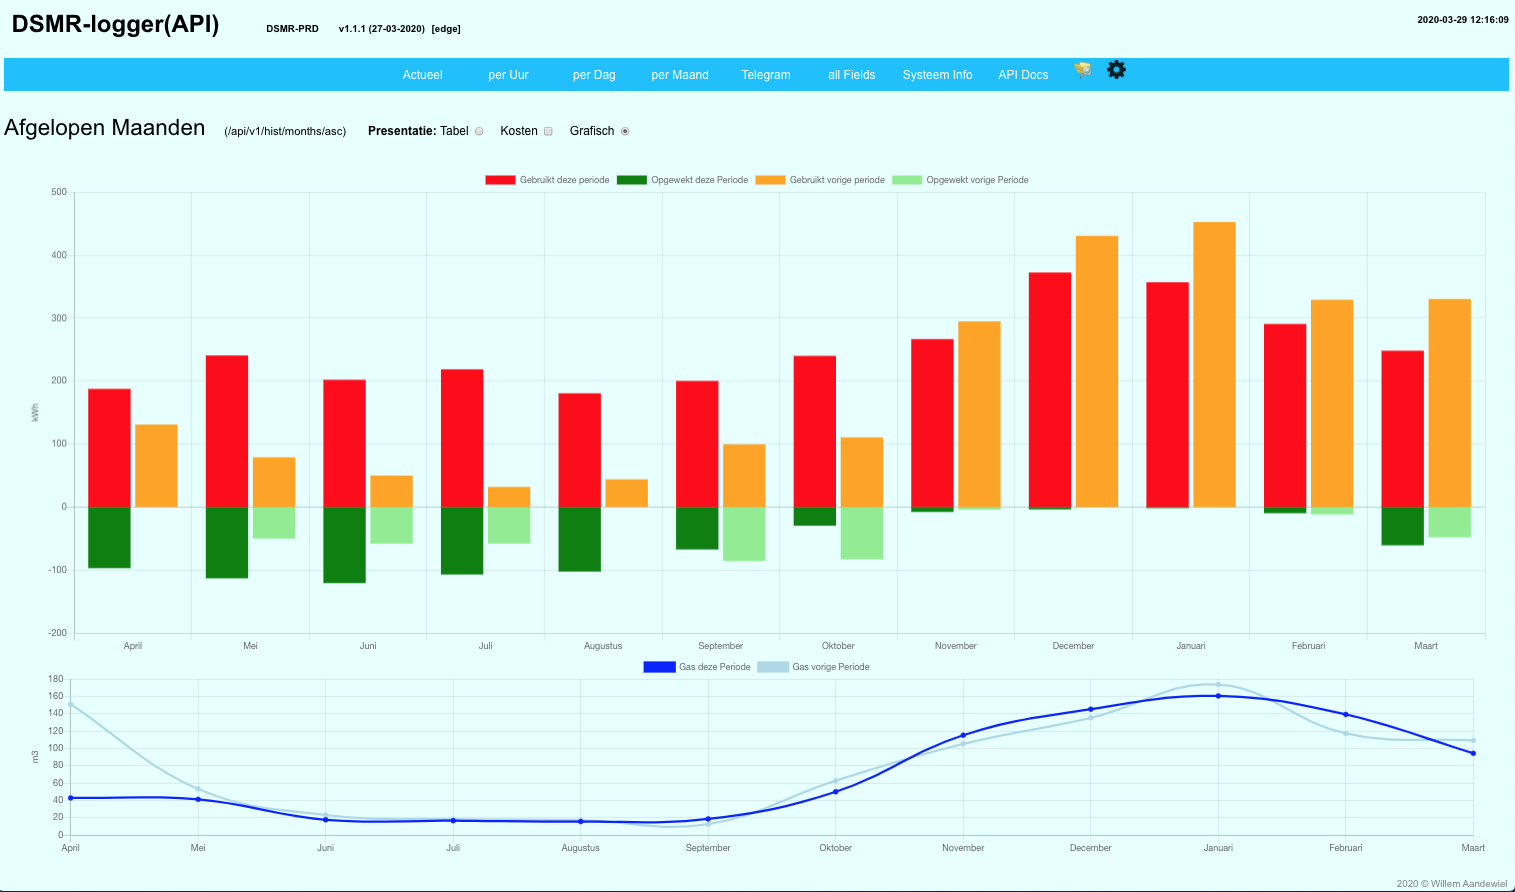 DSMR-logger(API) DSMR-PRD v1.1.1 (27-03-2020) [edge] 2020-03-29 12:16:09
Actueel per Uur per Dag per Maand Telegram all Fields Systeem Info API Docs
Afgelopen Maanden (/api/v1/hist/months/asc) Presentatie: Tabel Kosten Grafisch
Gebruikt deze periode Opgewekt deze Periode Gebruikt vorige periode Opgewekt vorige Periode
500
400
300
200
100
0
-100
-200
kWh
April Mei Juni Juli Augustus September Oktober November December Januari Februari Maart
Gas deze Periode Gas vorige Periode
180
160
140
120
100
80
60
40
20
0
m3
April Mei Juni Juli Augustus September Oktober November December Januari Februari Maart
2020 © Willem Aandewiel